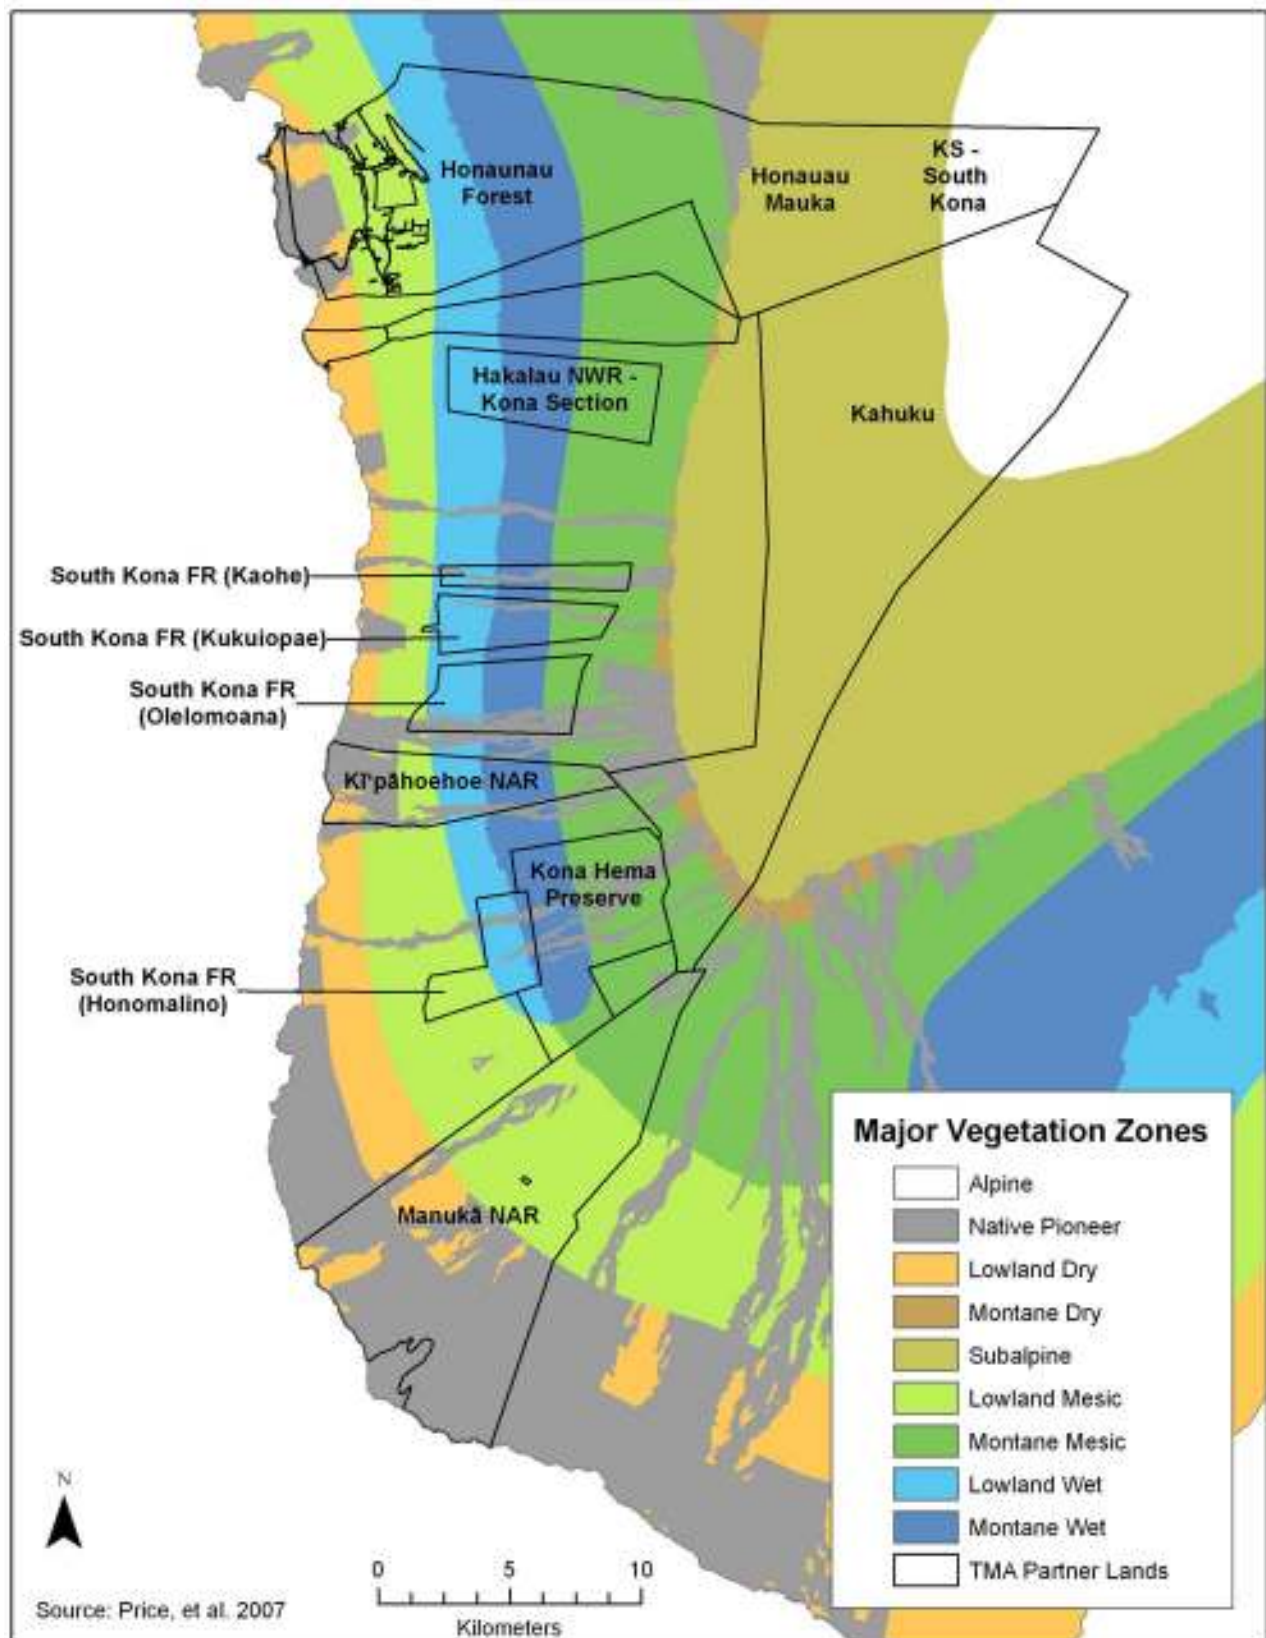 KS -
South
Kona
Honaunau
Forest
Honauau
Mauka
Hakalau NWR -
Kona Section
Kahuku
South Kona FR (Kaohe)
South Kona FR (Kukuiopae)
South Kona FR
(Olelomoana)
Kī'pāhoehoe NAR
Kona Hema
Preserve
South Kona FR
(Honomalino)
Manukā NAR
Major Vegetation Zones
Alpine
Native Pioneer
Lowland Dry
Montane Dry
Subalpine
Lowland Mesic
Montane Mesic
Lowland Wet
Montane Wet
TMA Partner Lands
N
0 5 10
Kilometers
Source: Price, et al. 2007